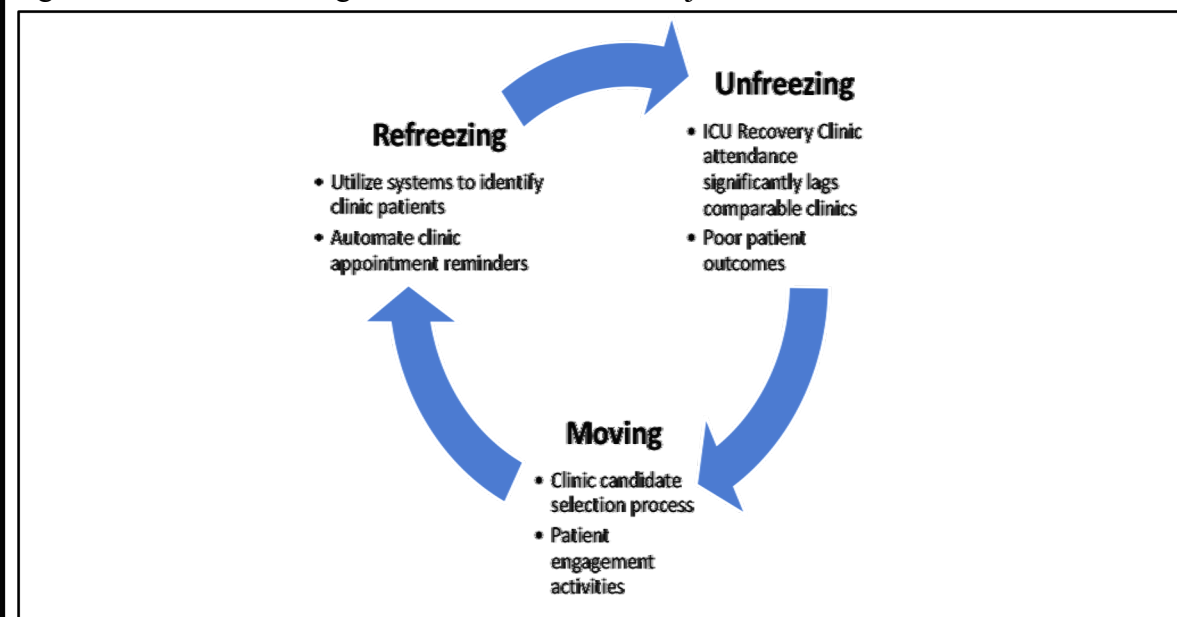 Unfreezing
• ICU Recovery Clinic
attendance
significantly lags
comparable clinics
• Poor patient
outcomes
Moving
• Clinic candidate
selection process
• Patient
engagement
activities
Refreezing
• Utilize systems to identify
clinic patients
• Automate clinic
appointment reminders